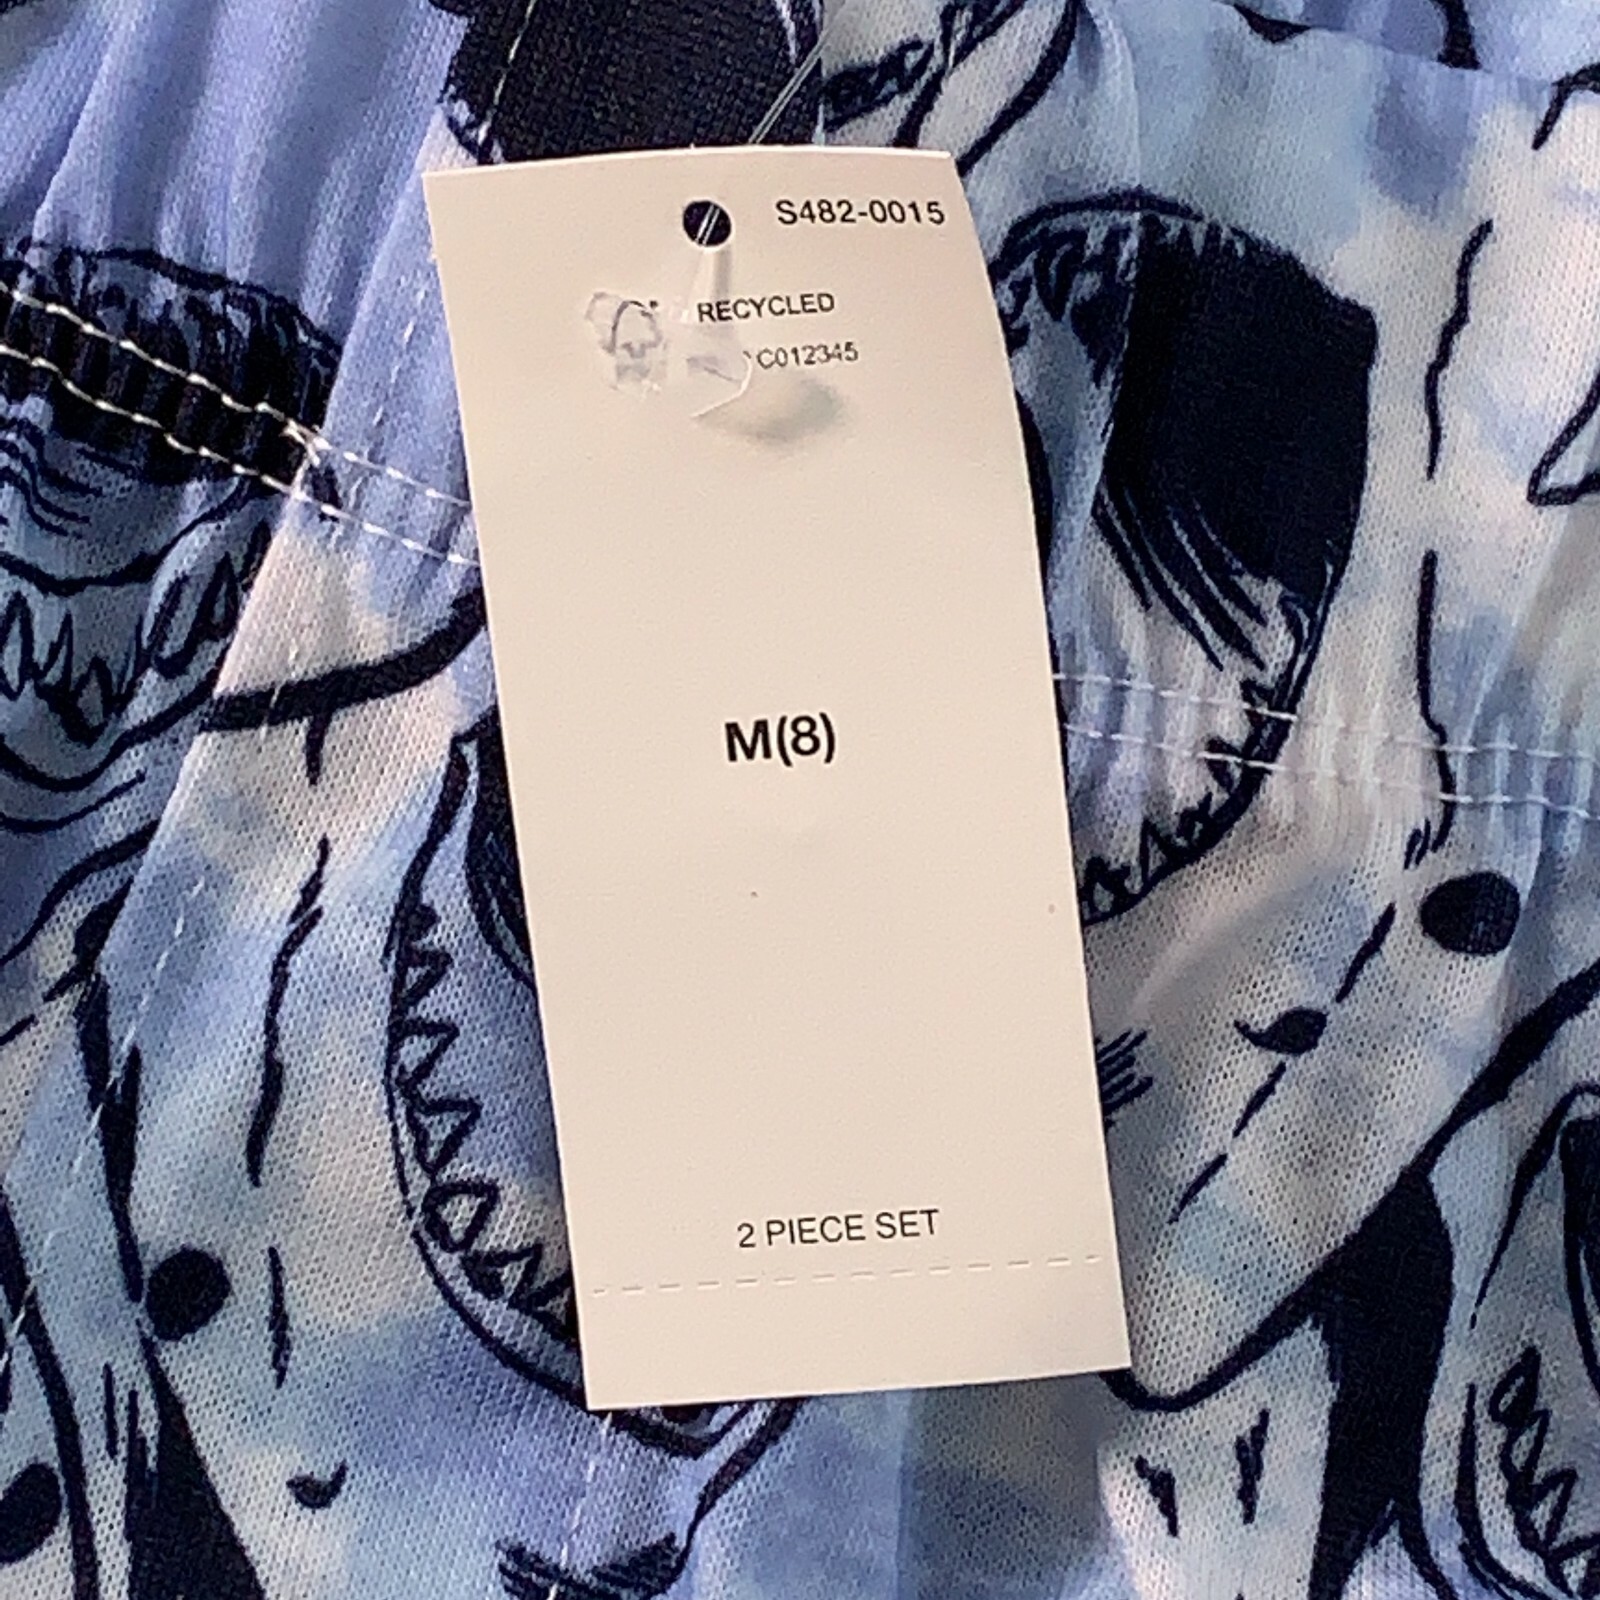 S482-0015
RECYCLED
C012345
M(8)
2 PIECE SET